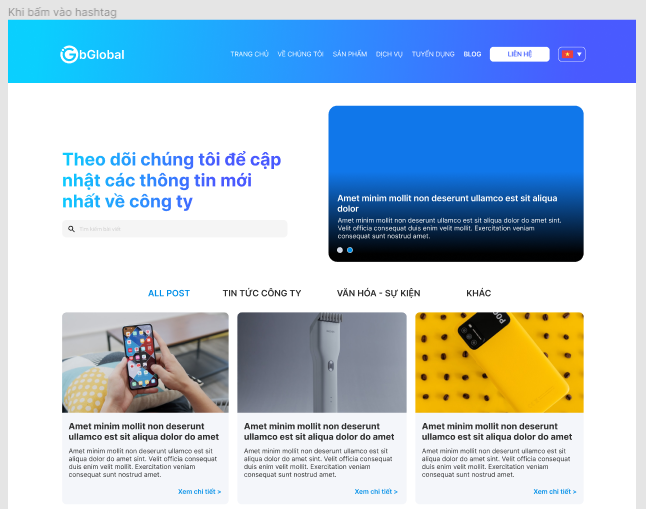 Khi bấm vào hashtag
GbGlobal
TRANG CHỦ VỀ CHÚNG TÔI SẢN PHẨM DỊCH VỤ TUYỂN DỤNG BLOG LIÊN HỆ
Theo dõi chúng tôi để cập
nhật các thông tin mới
nhất về công ty
Amet minim mollit non deserunt ullamco est sit aliqua
dolor
Amet minim mollit non deserunt ullamco est sit aliqua dolor do amet sint.
Velit officia consequat duis enim velit mollit. Exercitation veniam
consequat sunt nostrud amet.
ALL POST TIN TỨC CÔNG TY VĂN HÓA - SỰ KIỆN KHÁC
POC
Amet minim mollit non deserunt
ullamco est sit aliqua dolor do amet
Amet minim mollit non deserunt ullamco est sit
aliqua dolor do amet sint. Velit officia consequat
duis enim velit mollit. Exercitation veniam
consequat sunt nostrud amet.
Xem chi tiết >
Amet minim mollit non deserunt
ullamco est sit aliqua dolor do amet
Amet minim mollit non deserunt ullamco est sit
aliqua dolor do amet sint. Velit officia consequat
duis enim velit mollit. Exercitation veniam
consequat sunt nostrud amet.
Xem chi tiết >
Amet minim mollit non deserunt
ullamco est sit aliqua dolor do amet
Amet minim mollit non deserunt ullamco est sit
aliqua dolor do amet sint. Velit officia consequat
duis enim velit mollit. Exercitation veniam
consequat sunt nostrud amet.
Xem chi tiết >